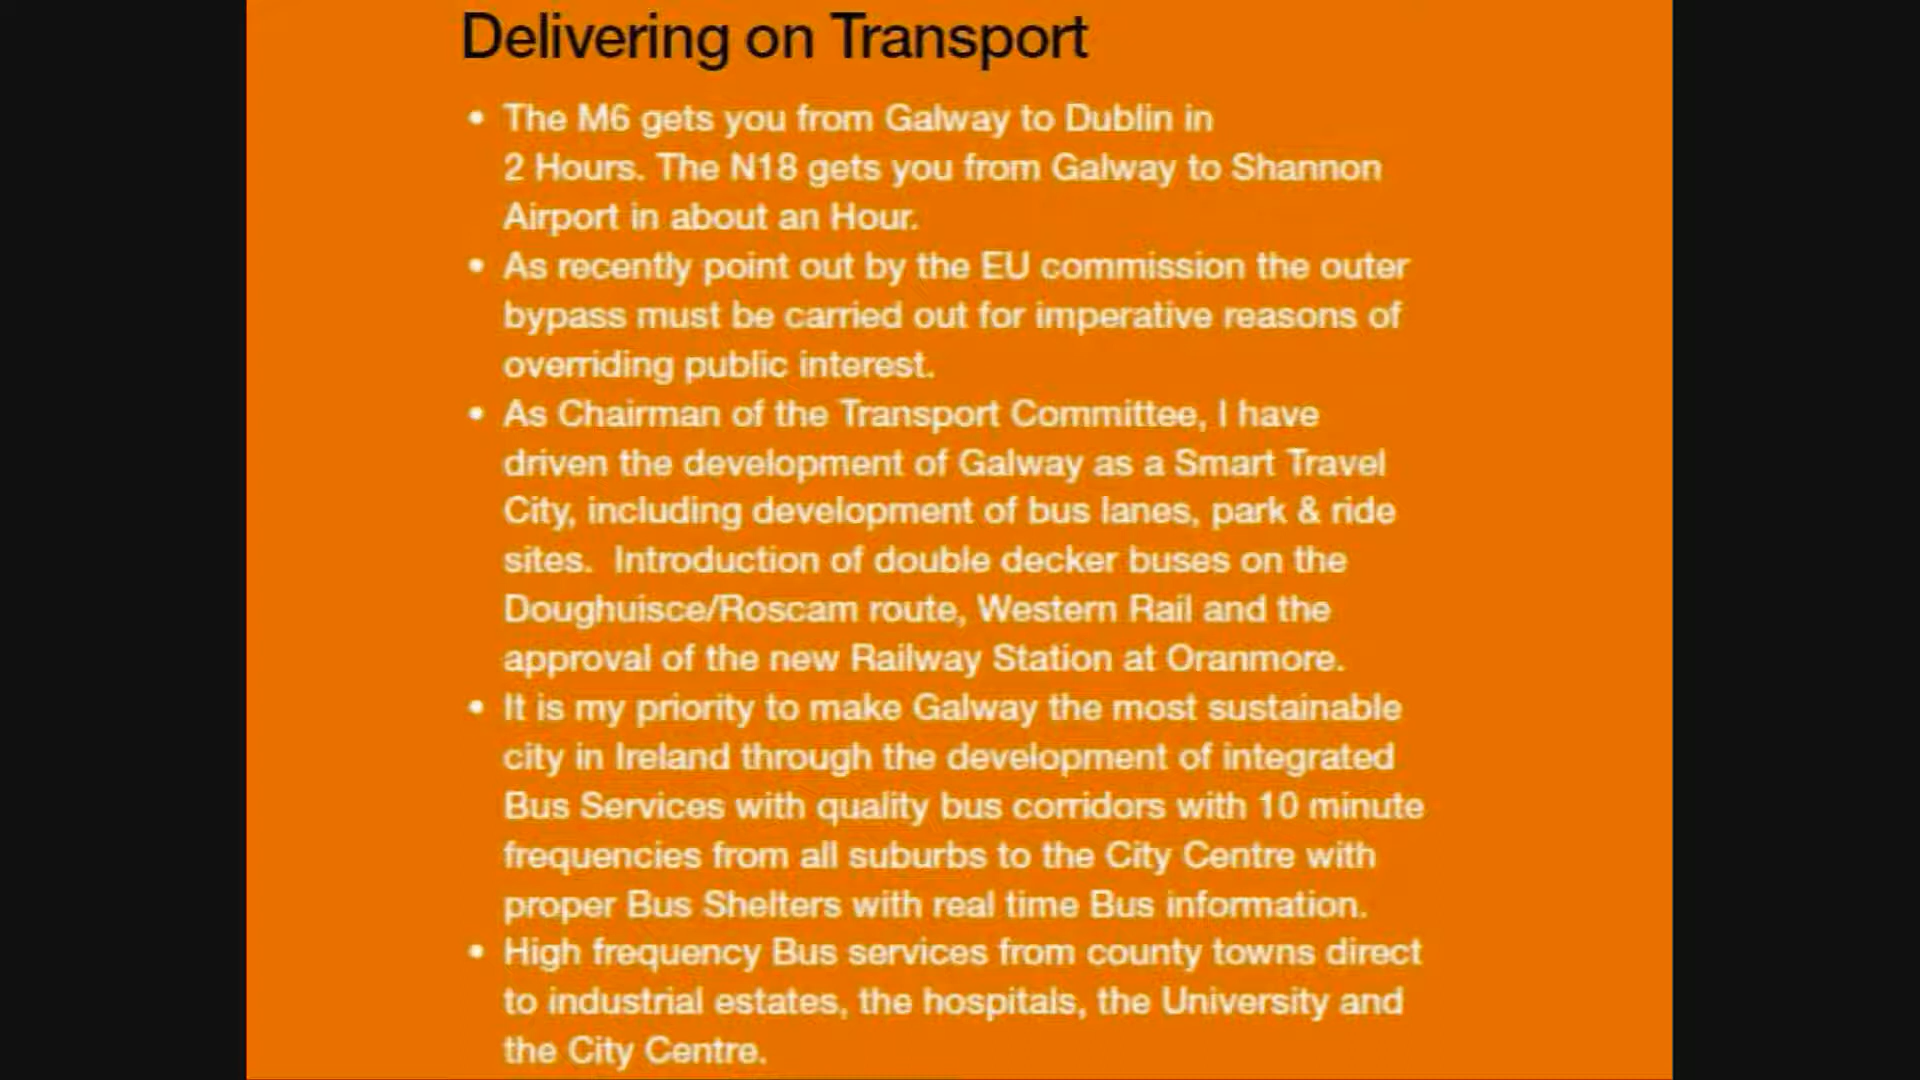 Delivering on Transport
• The M6 gets you from Galway to Dublin in
2 Hours. The N18 gets you from Galway to Shannon
Airport in about an Hour.
• As recently point out by the EU commission the outer
bypass must be carried out for imperative reasons of
overriding public interest.
• As Chairman of the Transport Committee, I have
driven the development of Galway as a Smart Travel
City, including development of bus lanes, park & ride
sites.  Introduction of double decker buses on the
Doughuisce/Roscam route, Western Rail and the
approval of the new Railway Station at Oranmore.
• It is my priority to make Galway the most sustainable
city in Ireland through the development of integrated
Bus Services with quality bus corridors with 10 minute
frequencies from all suburbs to the City Centre with
proper Bus Shelters with real time Bus information.
• High frequency Bus services from county towns direct
to industrial estates, the hospitals, the University and
the City Centre.